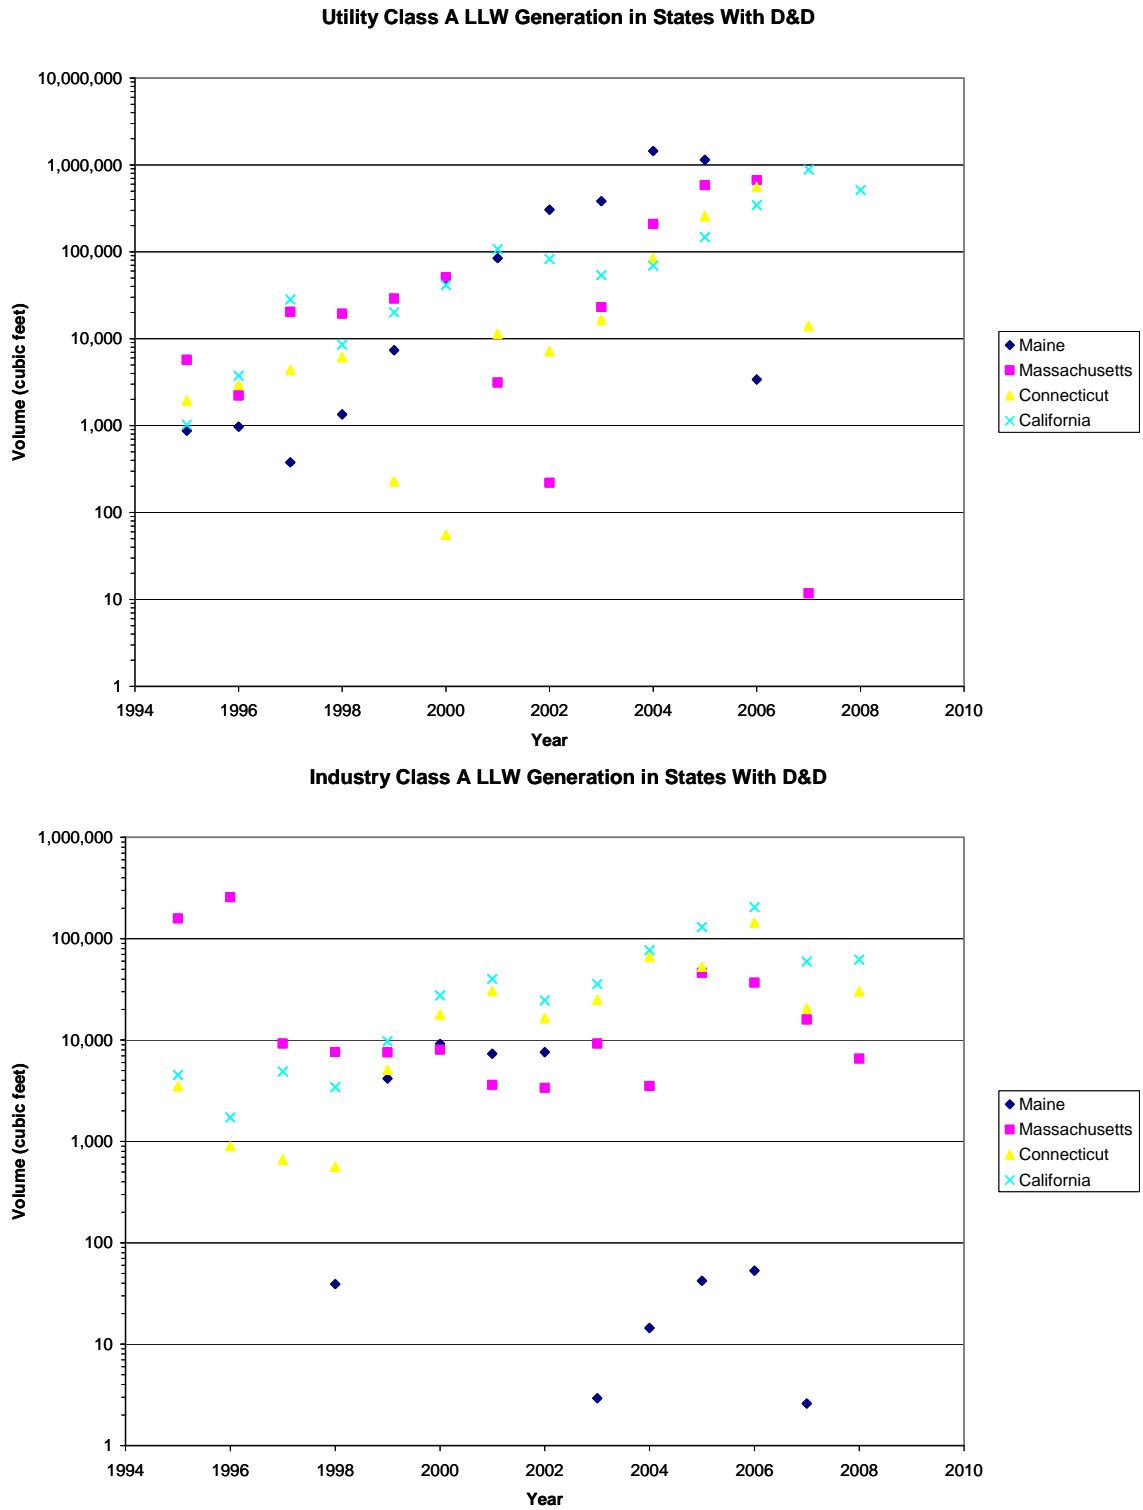 Utility Class A LLW Generation in States With D&D
10,000,000
1,000,000
100,000
10,000
1,000
100
10
1
1994 1996 1998 2000 2002 2004 2006 2008 2010
Year
Volume (cubic feet)
Maine
Massachusetts
Connecticut
California
Industry Class A LLW Generation in States With D&D
1,000,000
100,000
10,000
1,000
100
10
1
1994 1996 1998 2000 2002 2004 2006 2008 2010
Year
Volume (cubic feet)
Maine
Massachusetts
Connecticut
California